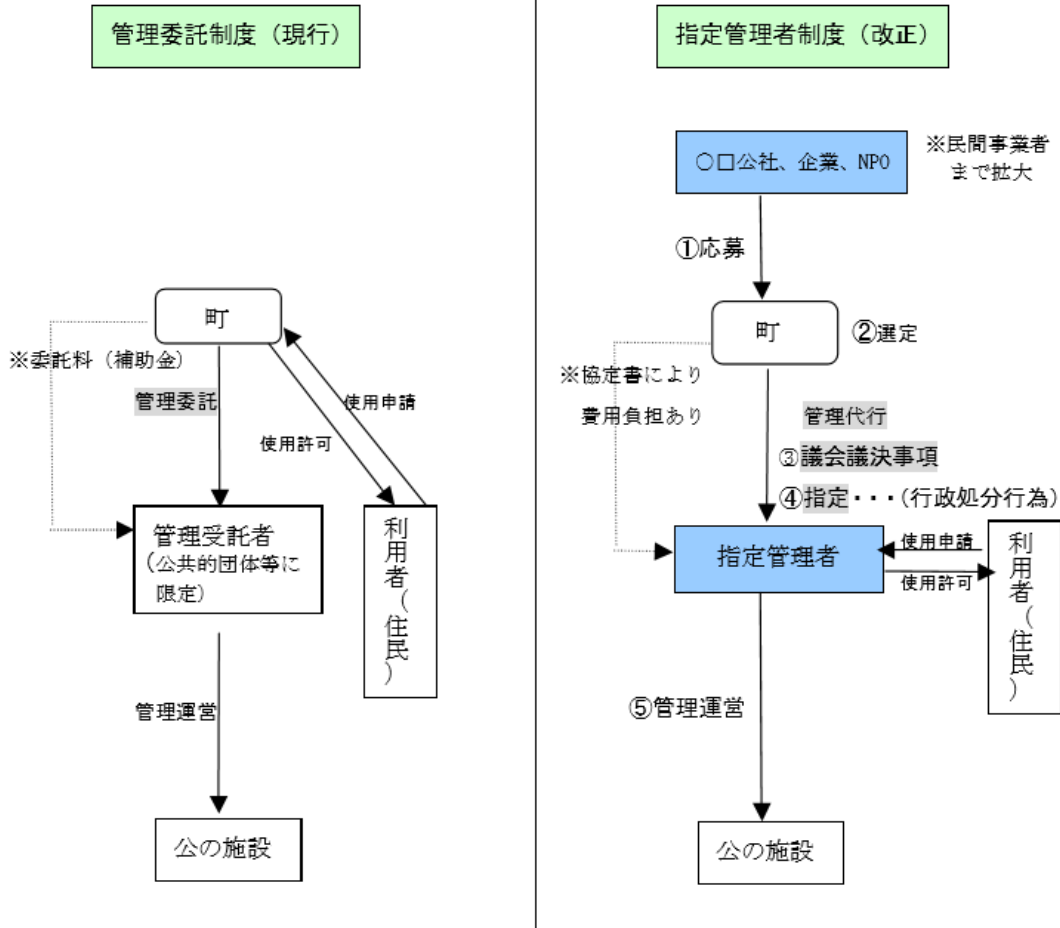 管理委託制度（現行）
町
※委託料（補助金）
管理委託
使用申請
使用許可
管理受託者
（公共的団体等に
限定）
利用者（住民）
管理運営
公の施設
指定管理者制度（改正）
〇口公社、企業、NPO
※民間事業者
まで拡大
①応募
町
②選定
※協定書により
費用負担あり
管理代行
③議会議決事項
④指定・・・（行政処分行為）
指定管理者
使用申請
使用許可
利用者（住民）
⑤管理運営
公の施設